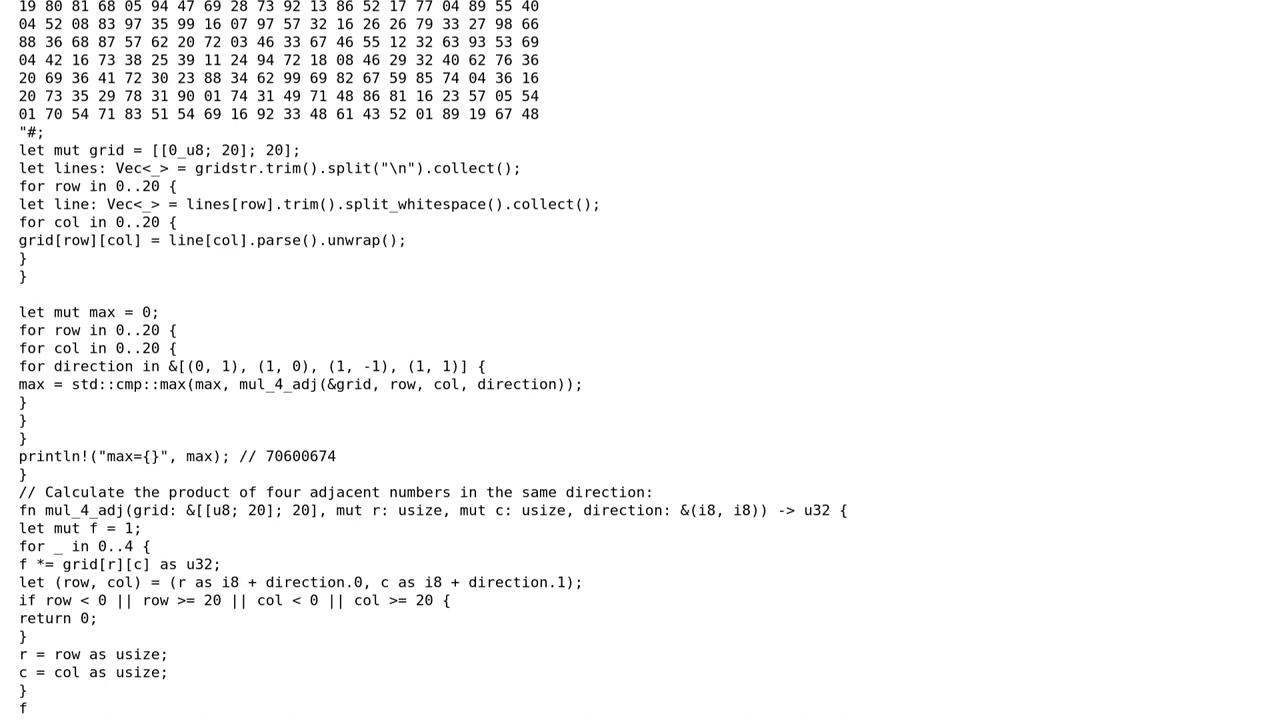 19 80 81 68 05 94 47 69 28 73 92 13 86 52 17 77 04 89 55 40
04 52 08 83 97 35 99 16 07 97 57 32 16 26 26 79 33 27 98 66
88 36 68 87 57 62 20 72 03 46 33 67 46 55 12 32 63 93 53 69
04 42 16 73 38 25 39 11 24 94 72 18 08 46 29 32 40 62 76 36
20 69 36 41 72 30 23 88 34 62 99 69 82 67 59 85 74 04 36 16
20 73 35 29 78 31 90 01 74 31 49 71 48 86 81 16 23 57 05 54
01 70 54 71 83 51 54 69 16 92 33 48 61 43 52 01 89 19 67 48
"#;
let mut grid = [[0_u8; 20]; 20];
let lines: Vec<_> = gridstr.trim().split("\n").collect();
for row in 0..20 {
let line: Vec<_> = lines[row].trim().split_whitespace().collect();
for col in 0..20 {
grid[row][col] = line[col].parse().unwrap();
}
}

let mut max = 0;
for row in 0..20 {
for col in 0..20 {
for direction in &[(0, 1), (1, 0), (1, -1), (1, 1)] {
max = std::cmp::max(max, mul_4_adj(&grid, row, col, direction));
}
}
}
println!("max={}", max); // 70600674
}
// Calculate the product of four adjacent numbers in the same direction:
fn mul_4_adj(grid: &[[u8; 20]; 20], mut r: usize, mut c: usize, direction: &(i8, i8)) -> u32 {
let mut f = 1;
for _ in 0..4 {
f *= grid[r][c] as u32;
let (row, col) = (r as i8 + direction.0, c as i8 + direction.1);
if row < 0 || row >= 20 || col < 0 || col >= 20 {
return 0;
}
r = row as usize;
c = col as usize;
}
f